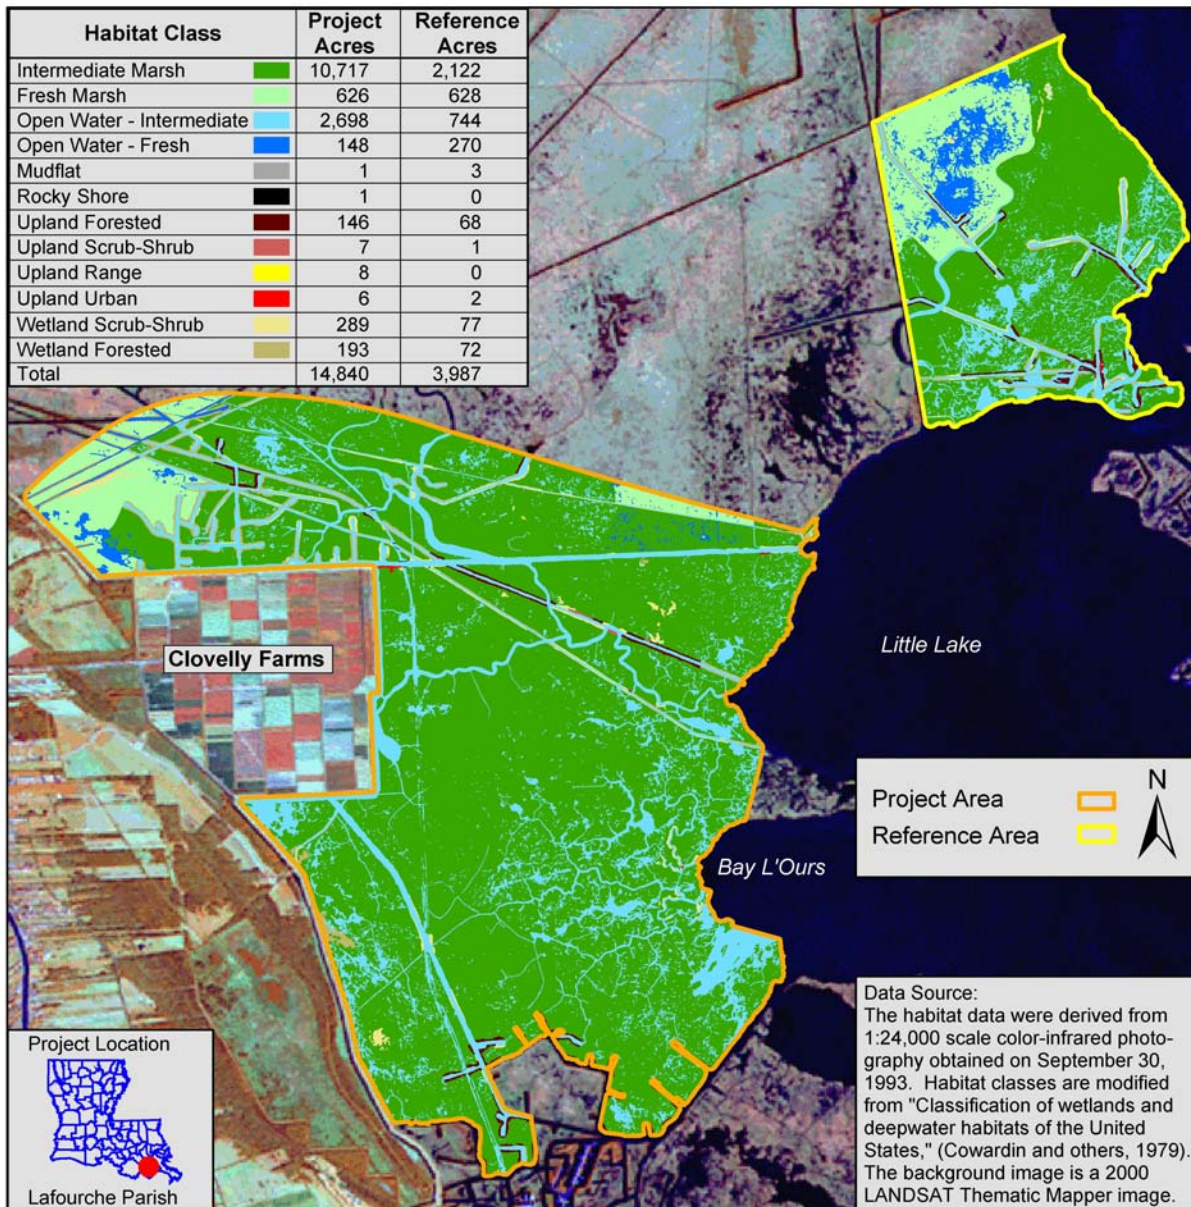 Habitat Class Project Acres Reference Acres
Intermediate Marsh 10,717 2,122
Fresh Marsh 626 628
Open Water - Intermediate 2,698 744
Open Water - Fresh 148 270
Mudflat 1 3
Rocky Shore 1 0
Upland Forested 146 68
Upland Scrub-Shrub 7 1
Upland Range 8 0
Upland Urban 6 2
Wetland Scrub-Shrub 289 77
Wetland Forested 193 72
Total 14,840 3,987
Clovelly Farms
Little Lake
Bay L'Ours
Project Area
Reference Area
N
Project Location
Lafourche Parish
Data Source:
The habitat data were derived from
1:24,000 scale color-infrared photo-
graphy obtained on September 30,
1993. Habitat classes are modified
from "Classification of wetlands and
deepwater habitats of the United
States," (Cowardin and others, 1979).
The background image is a 2000
LANDSAT Thematic Mapper image.